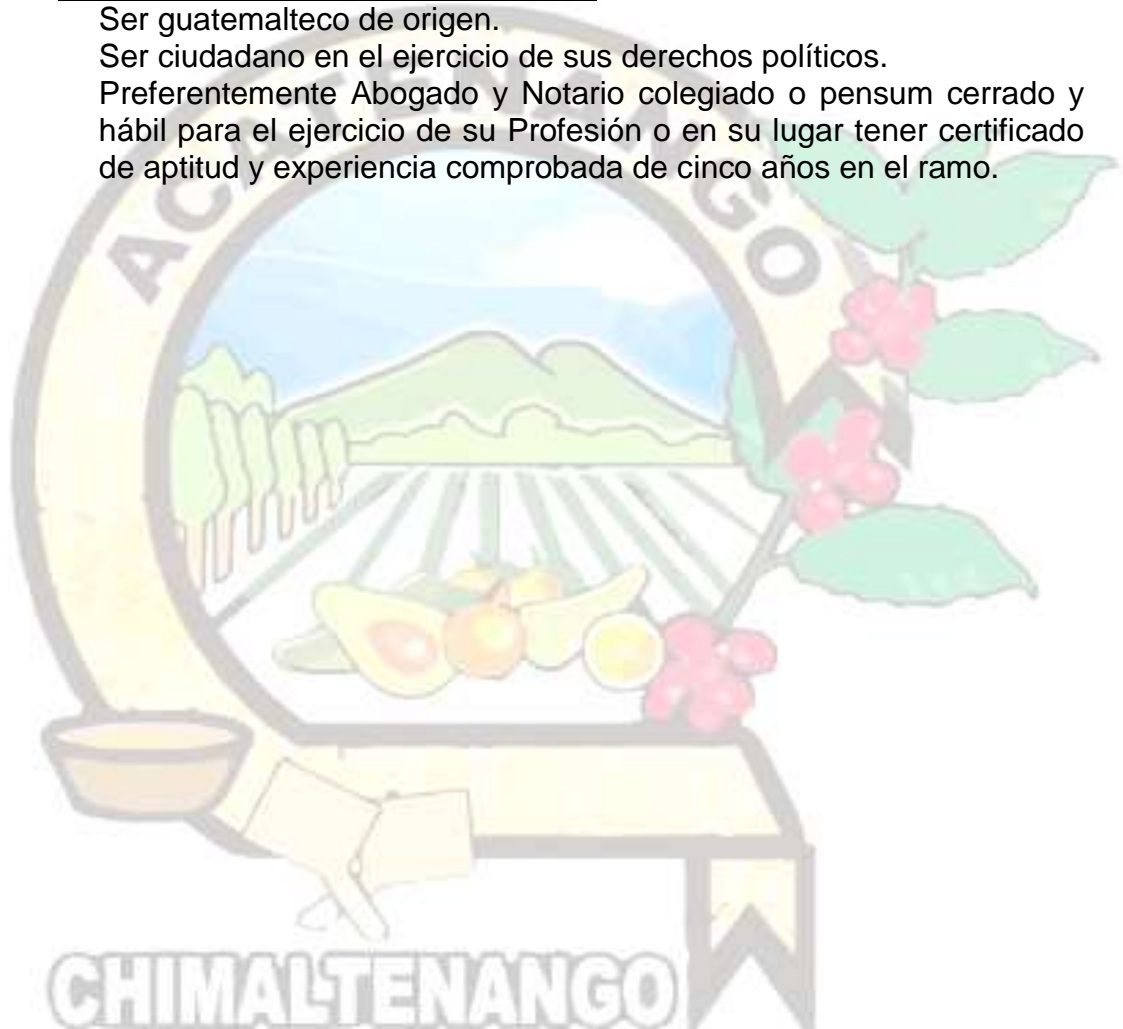 Ser guatemalteco de origen.
Ser ciudadano en el ejercicio de sus derechos políticos.
Preferentemente Abogado y Notario colegiado o pensum cerrado y
hábil para el ejercicio de su Profesión o en su lugar tener certificado
de aptitud y experiencia comprobada de cinco años en el ramo.
ACATENANGO
CHIMALTENANGO